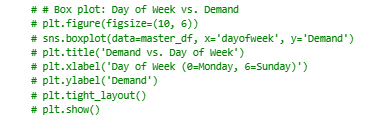 # # Box plot: Day of Week vs. Demand
# plt.figure(figsize=(10, 6))
# sns.boxplot(data=master_df, x='dayofweek', y='Demand')
# plt.title('Demand vs. Day of Week')
# plt.xlabel('Day of Week (0=Monday, 6=Sunday)')
# plt.ylabel('Demand')
# plt.tight_layout()
# plt.show()